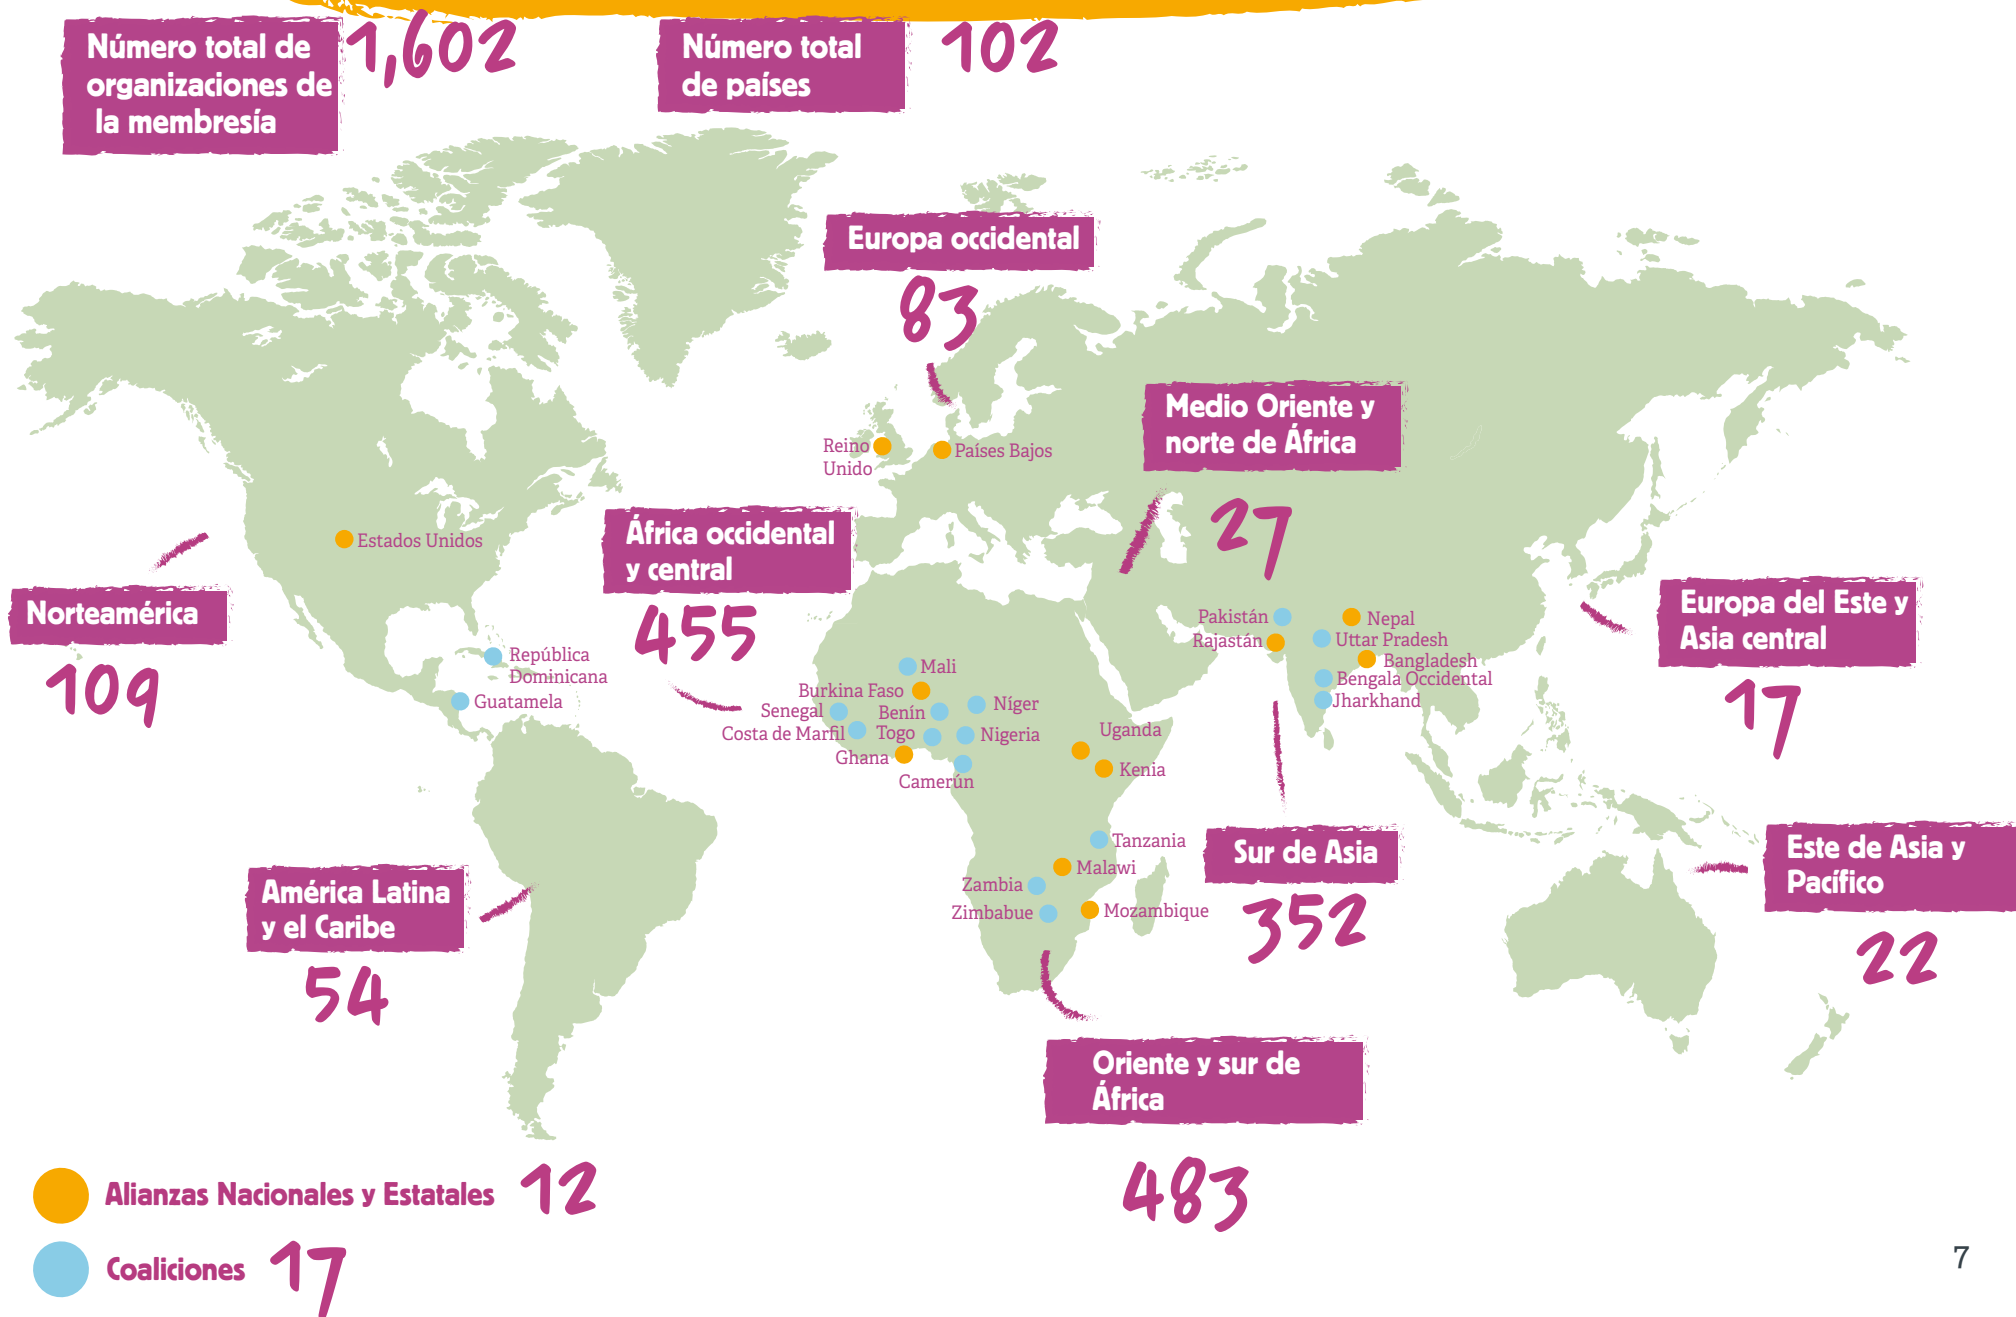 Número total de
organizaciones de
la membresía
1,602
Número total
de países
102
Europa occidental
83
Medio Oriente y
norte de África
27
Reino
Unido
Países Bajos
Estados Unidos
África occidental
y central
455
Norteamérica
109
República
Dominicana
Guatamela
Pakistán
Nepal
Rajastán
Uttar Pradesh
Bangladesh
Bengala Occidental
Jharkhand
Europa del Este y
Asia central
17
Mali
Burkina Faso
Níger
Senegal
Benín
Costa de Marfil
Togo
Nigeria
Ghana
Camerún
Uganda
Kenia
Tanzania
Malawi
Zambia
Zimbabue
Mozambique
Sur de Asia
352
Este de Asia y
Pacífico
22
América Latina
y el Caribe
54
Oriente y sur de
África
483
Alianzas Nacionales y Estatales
12
Coaliciones
17
7